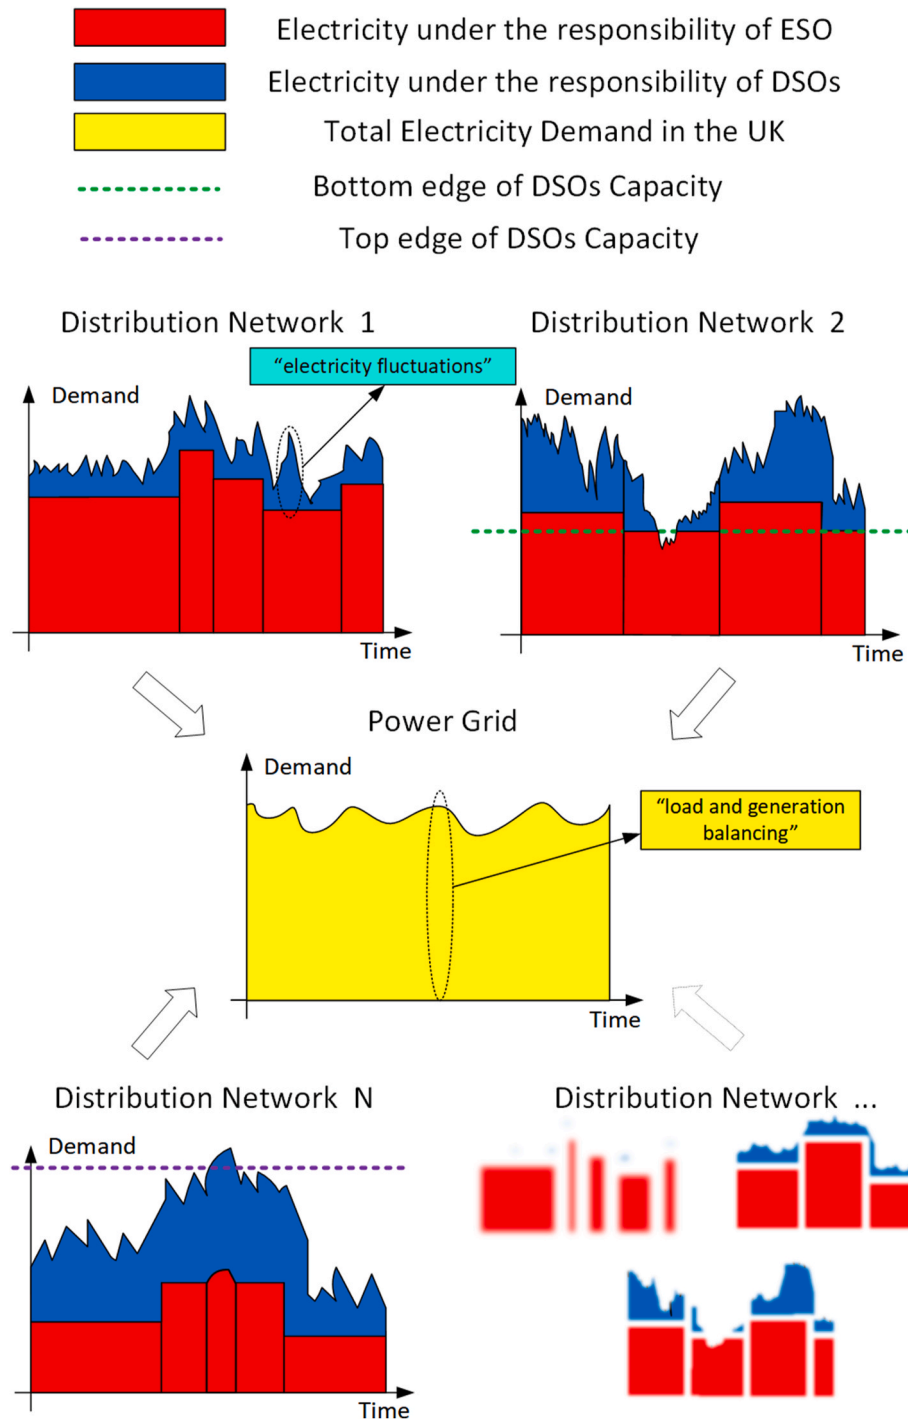 Electricity under the responsibility of ESO
Electricity under the responsibility of DSOs
Total Electricity Demand in the UK
Bottom edge of DSOs Capacity
Top edge of DSOs Capacity
Distribution Network 1
Distribution Network 2
“electricity fluctuations”
Demand
Demand
Time
Time
Power Grid
Demand
“load and generation
balancing”
Time
Distribution Network N
Distribution Network ...
Demand
Time